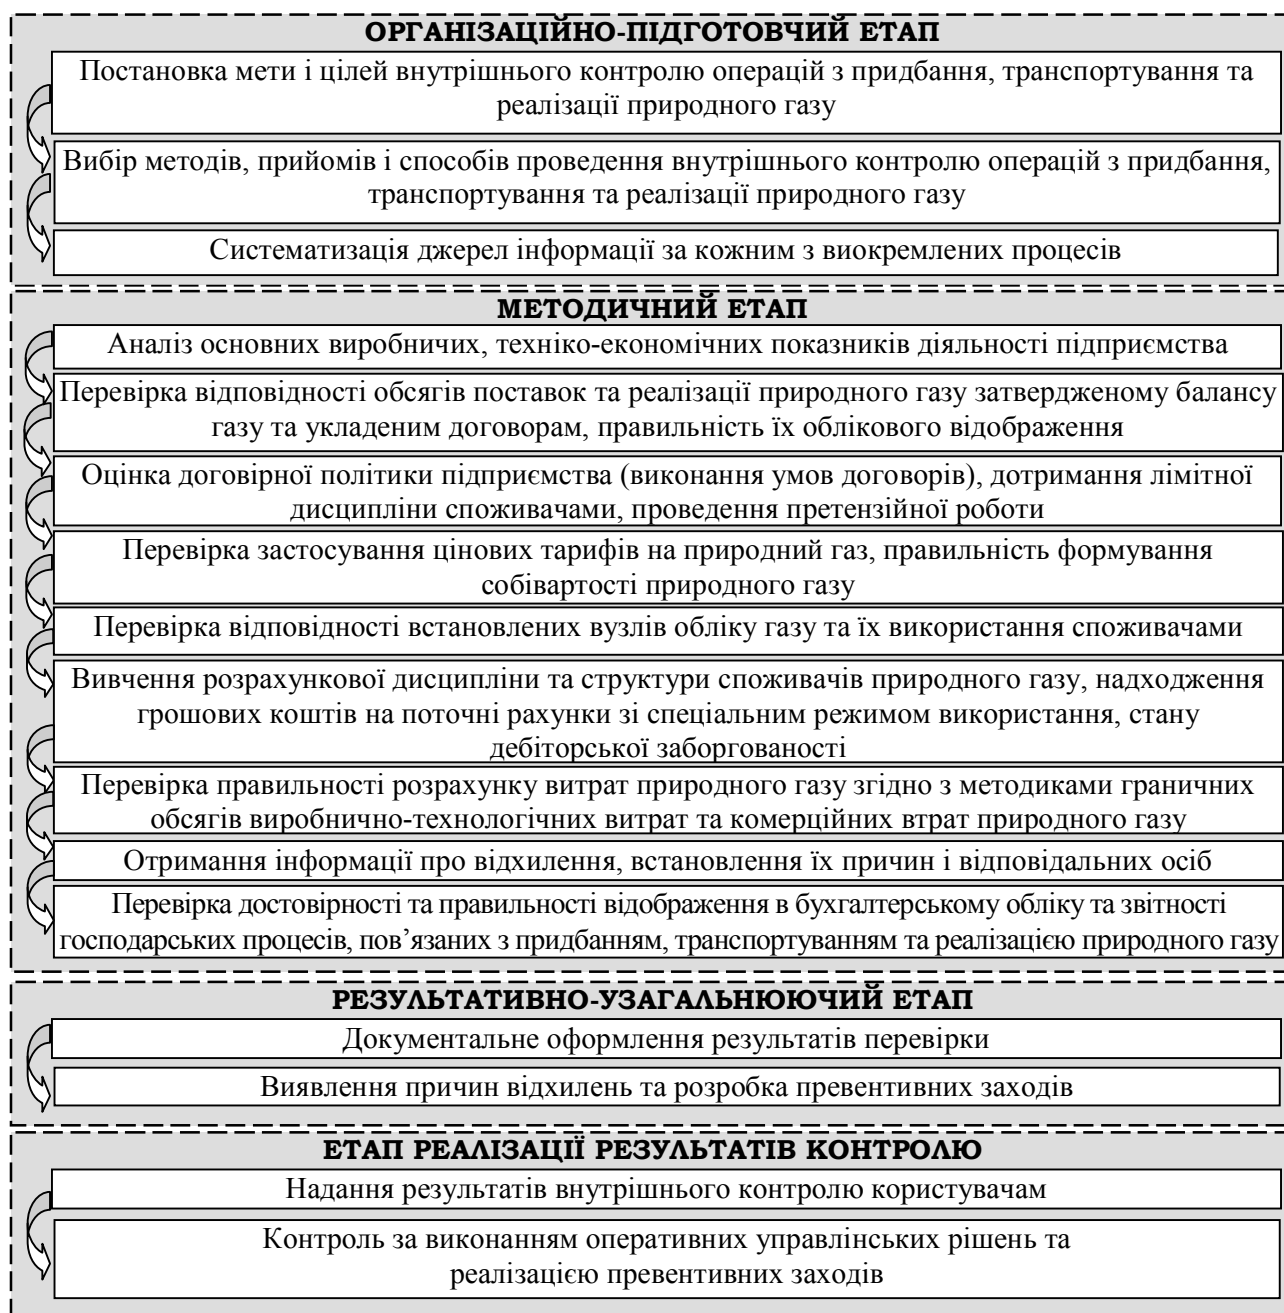 ОРГАНІЗАЦІЙНО-ПІДГОТОВЧИЙ ЕТАП
Постановка мети і цілей внутрішнього контролю операцій з придбання, транспортування та
реалізації природного газу
Вибір методів, прийомів і способів проведення внутрішнього контролю операцій з придбання,
транспортування та реалізації природного газу
Систематизація джерел інформації за кожним з виокремлених процесів
МЕТОДИЧНИЙ ЕТАП
Аналіз основних виробничих, техніко-економічних показників діяльності підприємства
Перевірка відповідності обсягів поставок та реалізації природного газу затвердженому балансу
газу та укладеним договорам, правильність їх облікового відображення
Оцінка договірної політики підприємства (виконання умов договорів), дотримання лімітної
дисципліни споживачами, проведення претензійної роботи
Перевірка застосування цінових тарифів на природний газ, правильність формування
собівартості природного газу
Перевірка відповідності встановлених вузлів обліку газу та їх використання споживачами
Вивчення розрахункової дисципліни та структури споживачів природного газу, надходження
грошових коштів на поточні рахунки зі спеціальним режимом використання, стану
дебіторської заборгованості
Перевірка правильності розрахунку витрат природного газу згідно з методиками граничних
обсягів виробнично-технологічних витрат та комерційних втрат природного газу
Отримання інформації про відхилення, встановлення їх причин і відповідальних осіб
Перевірка достовірності та правильності відображення в бухгалтерському обліку та звітності
господарських процесів, пов’язаних з придбанням, транспортуванням та реалізацією природного газу
РЕЗУЛЬТАТИВНО-УЗАГАЛЬНЮЮЧИЙ ЕТАП
Документальне оформлення результатів перевірки
Виявлення причин відхилень та розробка превентивних заходів
ЕТАП РЕАЛІЗАЦІЇ РЕЗУЛЬТАТІВ КОНТРОЛЮ
Надання результатів внутрішнього контролю користувачам
Контроль за виконанням оперативних управлінських рішень та
реалізацією превентивних заходів